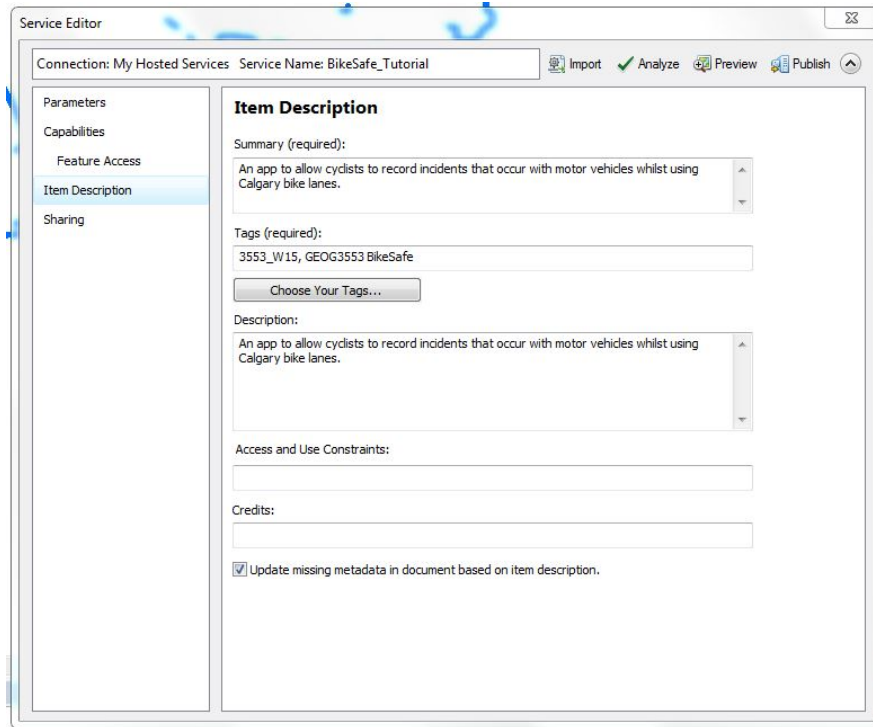 Service Editor
Connection: My Hosted Services Service Name: BikeSafe_Tutorial
Import
Analyze
Preview
Publish
Parameters
Capabilities
Feature Access
Item Description
Sharing
Item Description
Summary (required):
An app to allow cyclists to record incidents that occur with motor vehicles whilst using
Calgary bike lanes.
Tags (required):
3553_W15, GEOG3553 BikeSafe
Choose Your Tags...
Description:
An app to allow cyclists to record incidents that occur with motor vehicles whilst using
Calgary bike lanes.
Access and Use Constraints:
Credits:
Update missing metadata in document based on item description.